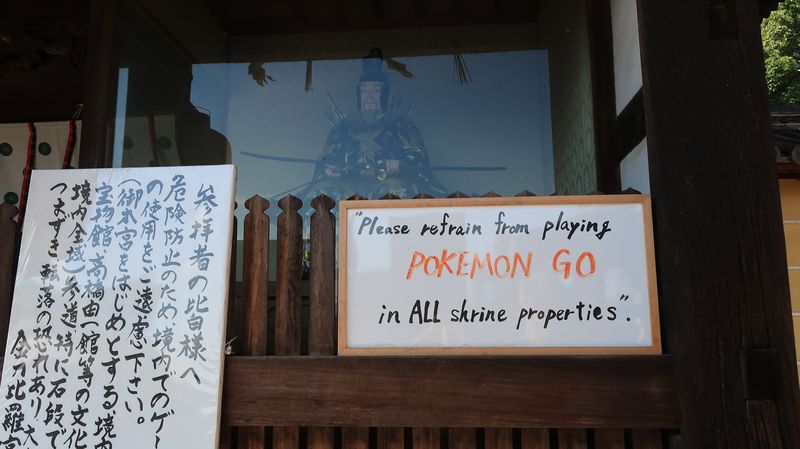 参拝者の皆様へ
危険防止のため境内でのゲー
の使用をご遠慮下さい。
(御本宮をはじめとする、境内
宝物館、高橋由一館等の文化
境内全域)参道、特に石段で
つまずき転落の恐れあり大
金刀比羅宮
"Please refrain from playing
POKEMON GO
in ALL shrine properties".